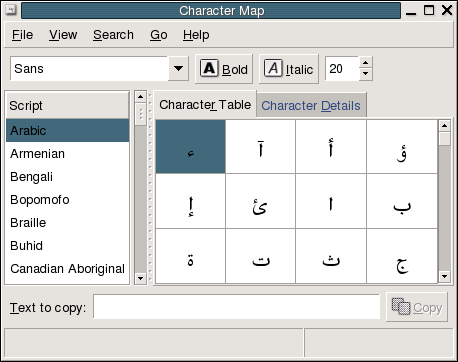 Character Map
File View Search Go Help
Sans A Bold A Italic 20
Script
Character Table Character Details
Arabic
Armenian
Bengali
Bopomofo
Braille
Buhid
Canadian Aboriginal
ء آ أ ؤ
إ ئ ا ب
ة ت ث ج
Text to copy: Copy